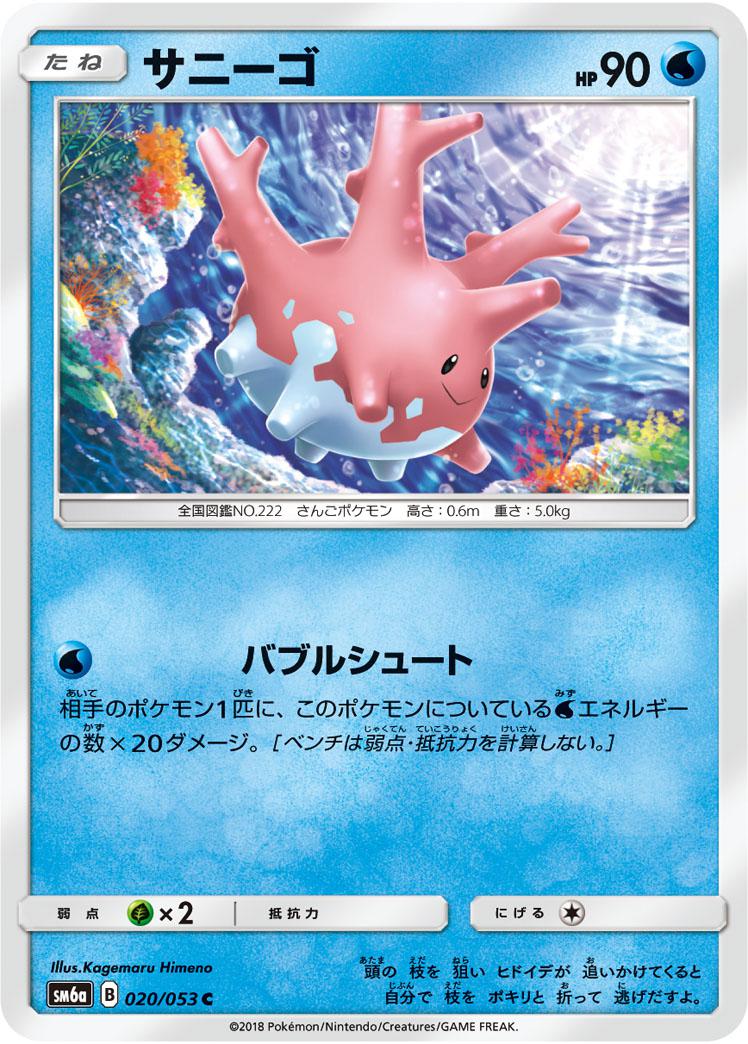 たね サニーゴ HP 90
全国図鑑NO.222 さんごポケモン 高さ:0.6m 重さ:5.0kg
バブルシュート
相手のポケモン1匹に、このポケモンについているエネルギー
の数×20ダメージ。[ベンチは弱点・抵抗力を計算しない。]
弱点 ×2 抵抗力 にげる
Illus.Kagemaru Himeno
頭の 枝を 狙い ヒドイデが 追いかけてくると
自分で 枝を ポキリと 折って 逃げだすよ。
SM6a B 020/053 C
©2018 Pokémon/Nintendo/Creatures/GAME FREAK.